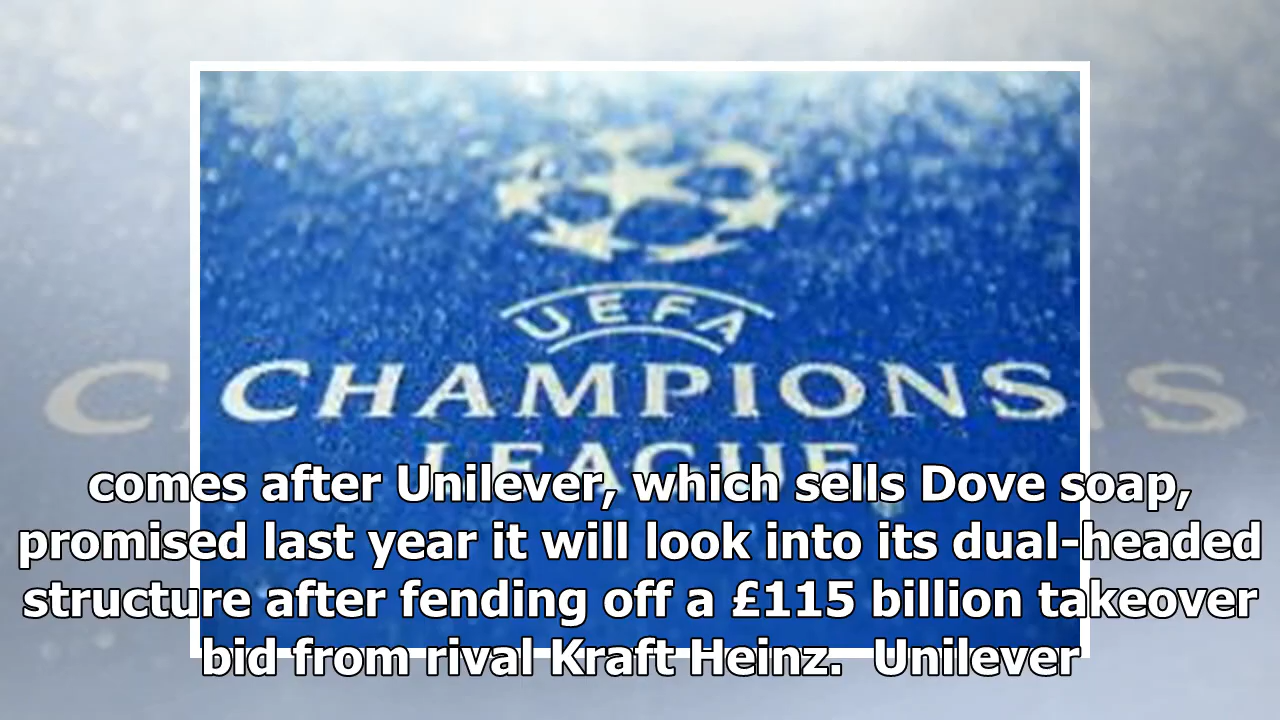 UEFA
CHAMPIONS
LEAGUE
comes after Unilever, which sells Dove soap,
promised last year it will look into its dual-headed
structure after fending off a £115 billion takeover
bid from rival Kraft Heinz. Unilever